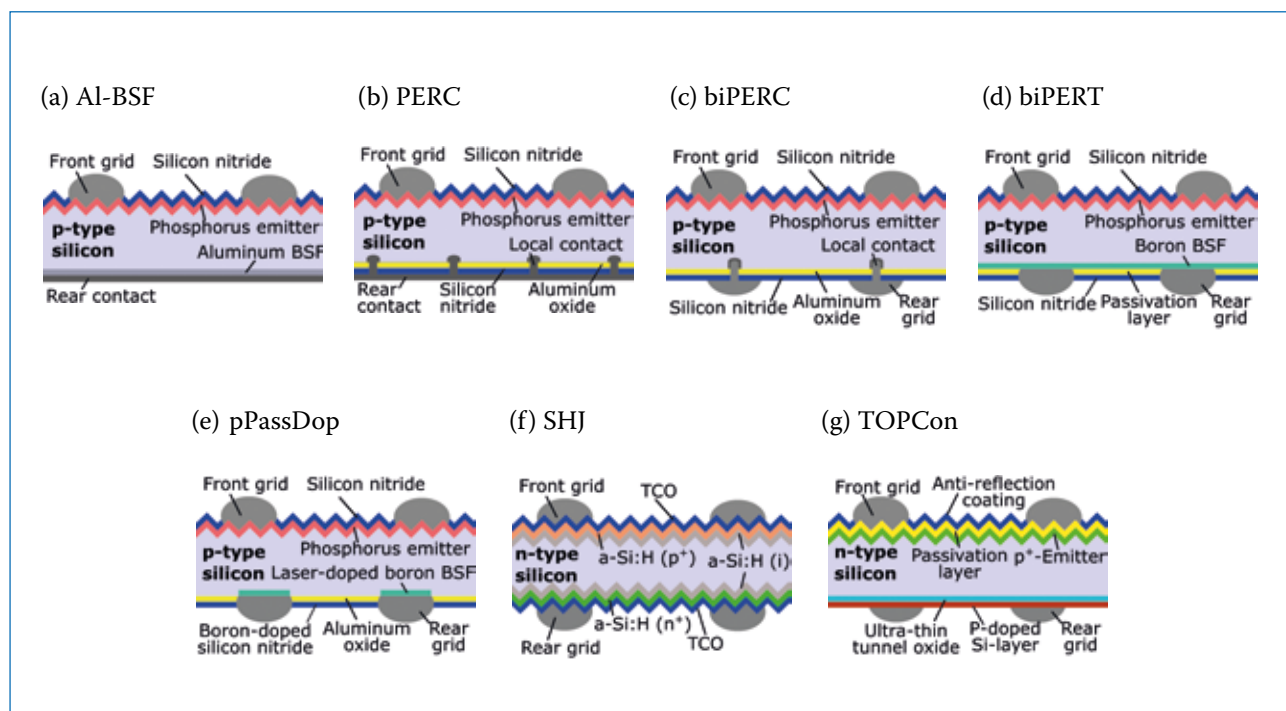 (a) Al-BSF
Front grid
Silicon nitride
p-type
silicon
Phosphorus emitter
Aluminum BSF
Rear contact
(b) PERC
Front grid
Silicon nitride
Phosphorus emitter
p-type
silicon
Local contact
Rear
contact
Silicon
nitride
Aluminum
oxide
(c) biPERC
Front grid
Silicon nitride
Phosphorus emitter
p-type
silicon
Local contact
Silicon nitride
Aluminum
oxide
Rear
grid
(d) biPERT
Front grid
Silicon nitride
Phosphorus emitter
p-type
silicon
Boron BSF
Silicon nitride
Passivation
layer
Rear
grid
(e) pPassDop
Front grid
Silicon nitride
p-type
silicon
Phosphorus emitter
Laser-doped boron BSF
Boron-doped
silicon nitride
Aluminum
oxide
Rear
grid
(f) SHJ
Front grid
TCO
n-type
silicon
a-Si:H (p⁺)
a-Si:H (i)
a-Si:H (n⁺)
Rear grid
TCO
(g) TOPCon
Front grid
Anti-reflection
coating
n-type
silicon
Passivation
layer
p⁺-Emitter
Ultra-thin
tunnel oxide
P-doped
Si-layer
Rear
grid